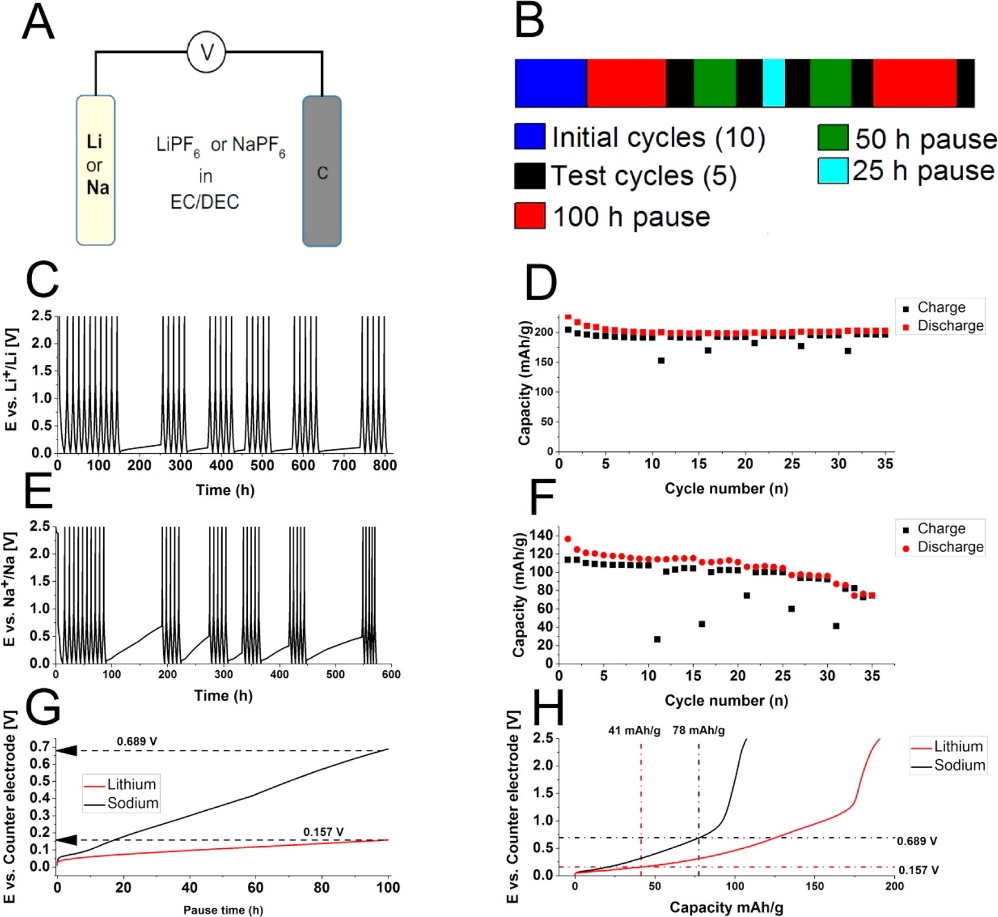 A
V
Li
or
Na
LiPF6 or NaPF6
in
EC/DEC
C
B
Initial cycles (10)
Test cycles (5)
100 h pause
50 h pause
25 h pause
C
E vs. Li+/Li [V]
2.5
2.0
1.5
1.0
0.5
0.0
0 100 200 300 400 500 600 700 800
Time (h)
D
Capacity (mAh/g)
200
150
100
50
0
0 5 10 15 20 25 30 35
Cycle number (n)
Charge
Discharge
E
E vs. Na+/Na [V]
2.5
2.0
1.5
1.0
0.5
0.0
0 100 200 300 400 500 600
Time (h)
F
Capacity (mAh/g)
140
120
100
80
60
40
20
0
0 5 10 15 20 25 30 35
Cycle number (n)
Charge
Discharge
G
E vs. Counter electrode [V]
0.7
0.6
0.5
0.4
0.3
0.2
0.1
0.0
0.689 V
Lithium
Sodium
0.157 V
0 20 40 60 80 100
Pause time (h)
H
E vs. Counter electrode [V]
41 mAh/g 78 mAh/g
2.5
2.0
1.5
1.0
0.5
0.0
Lithium
Sodium
0.689 V
0.157 V
0 50 100 150 200
Capacity mAh/g